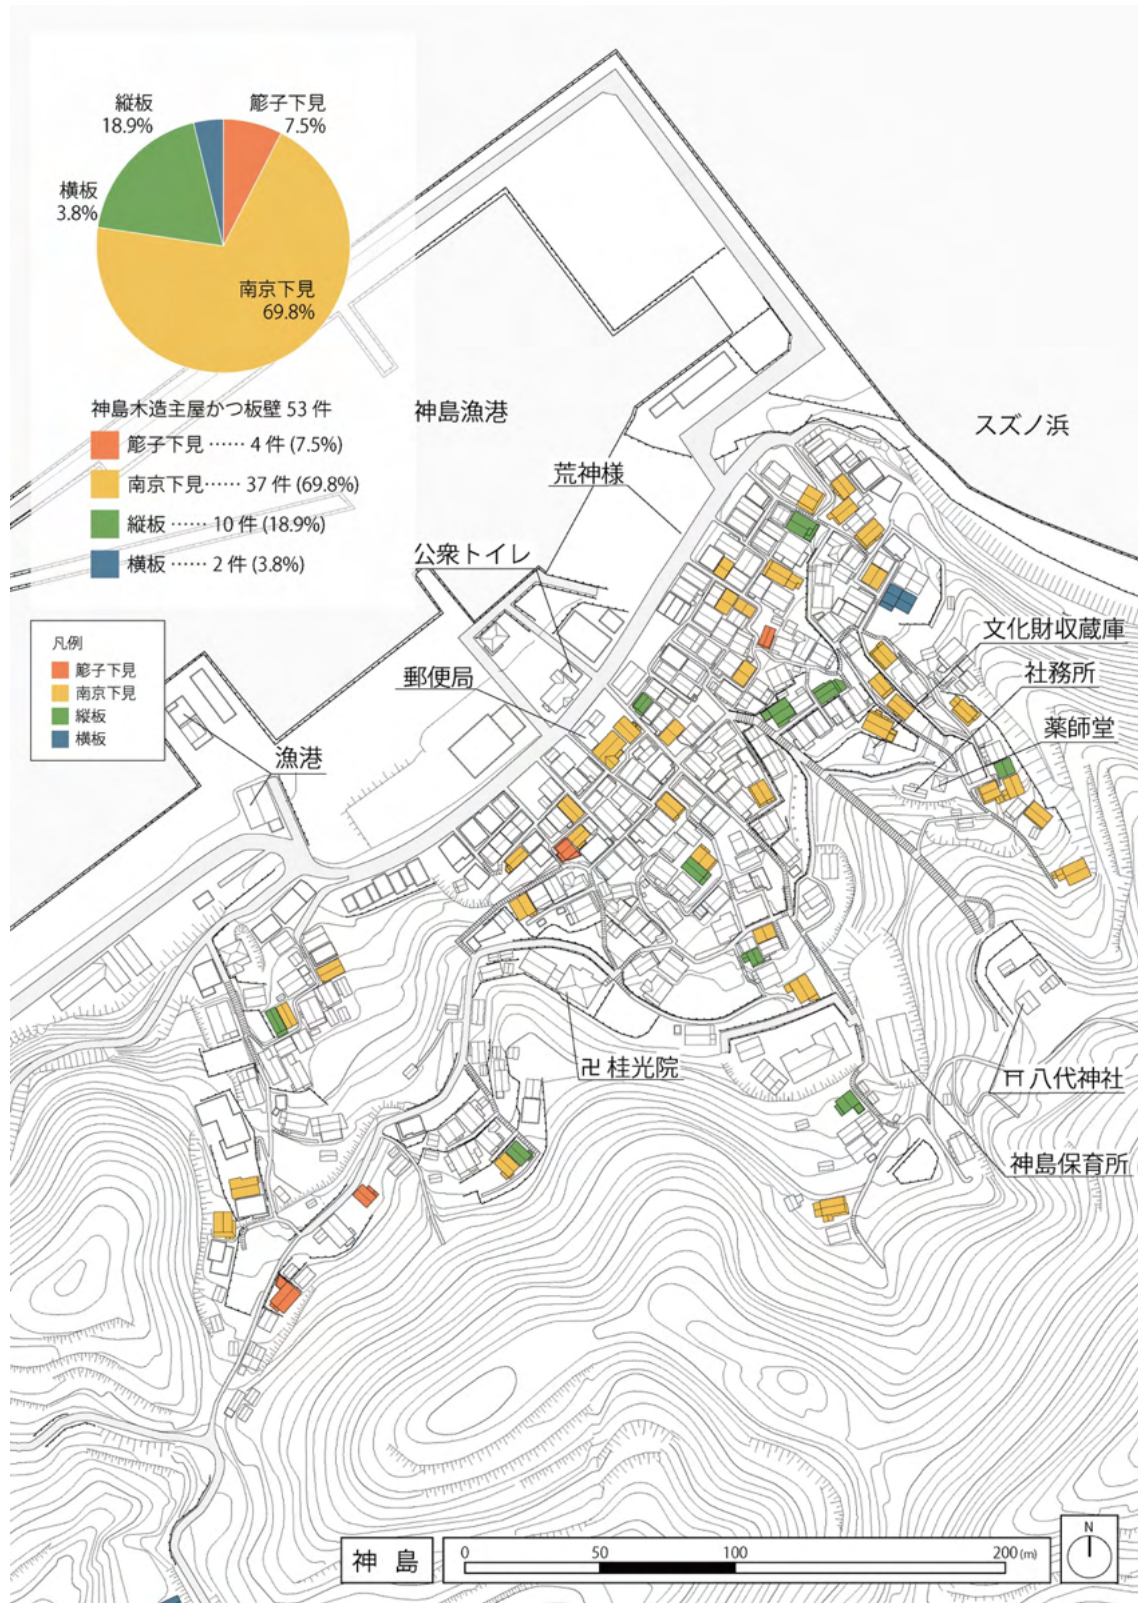 縦板
18.9%
簓子下見
7.5%
横板
3.8%
南京下見
69.8%
神島木造主屋かつ板壁 53 件
簓子下見 …… 4 件 (7.5%)
南京下見…… 37 件 (69.8%)
縦板 …… 10 件 (18.9%)
横板 …… 2 件 (3.8%)
凡例
簓子下見
南京下見
縦板
横板
神島漁港
スズノ浜
荒神様
公衆トイレ
郵便局
漁港
文化財収蔵庫
社務所
薬師堂
卍 桂光院
⛩八代神社
神島保育所
神 島
0 50 100 200 (m)
N